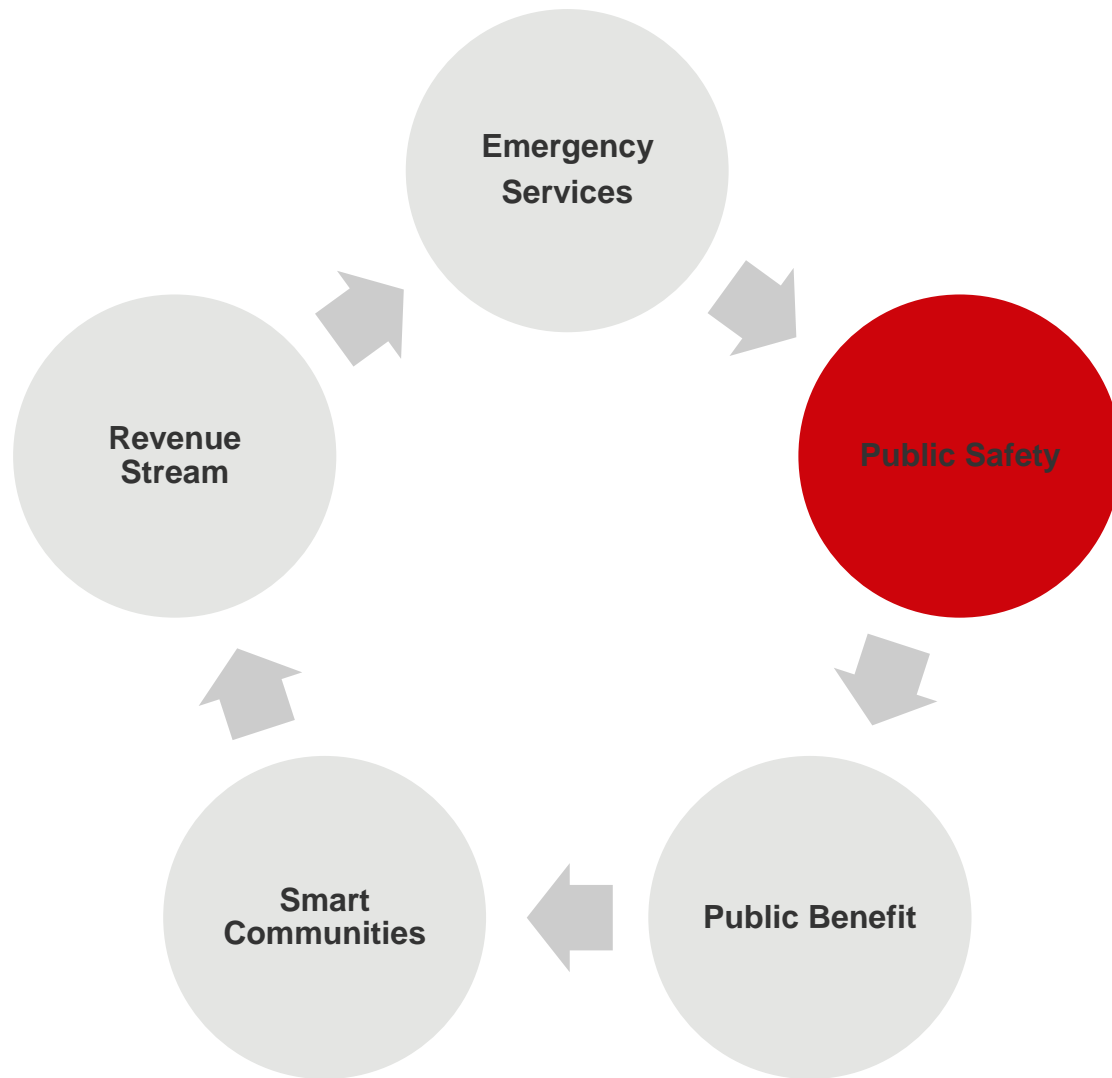 Emergency
Services
Public Safety
Public Benefit
Smart
Communities
Revenue
Stream